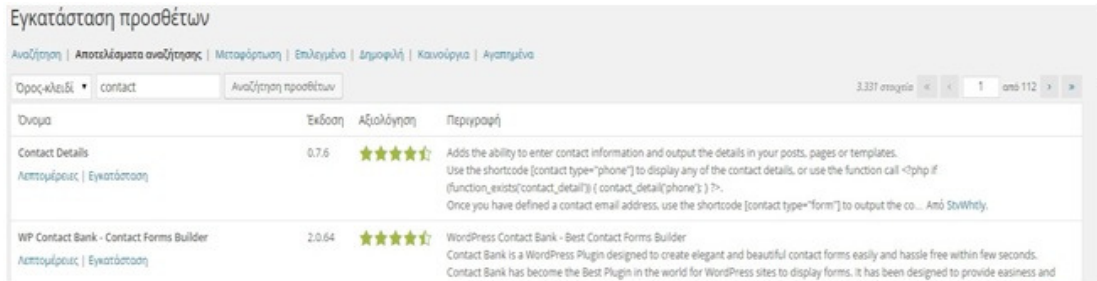 Εγκατάσταση προσθέτων
Αναζήτηση | Αποτελέσματα αναζήτησης | Μεταφόρτωση | Επιλεγμένα | Δημοφιλή | Καινούργια | Αγαπημένα
Όρος-κλειδί contact Αναζήτηση προσθέτων 3.331 στοιχεία « ‹ 1 από 112 › »
Όνομα Έκδοση Αξιολόγηση Περιγραφή
Contact Details 0.7.6 Adds the ability to enter contact information and output the details in your posts, pages or templates.
Λεπτομέρειες | Εγκατάσταση Use the shortcode [contact type="phone"] to display any of the contact details, or use the function call <?php if
(function_exists('contact_detail')) { contact_detail('phone'); } ?>.
Once you have defined a contact email address, use the shortcode [contact type="form"] to output the co... Από StvWhtly.
WP Contact Bank - Contact Forms Builder 2.0.64 WordPress Contact Bank - Best Contact Forms Builder
Λεπτομέρειες | Εγκατάσταση Contact Bank is a WordPress Plugin designed to create elegant and beautiful contact forms easily and hassle free within few seconds.
Contact Bank has become the Best Plugin in the world for WordPress sites to display forms. It has been designed to provide easiness and